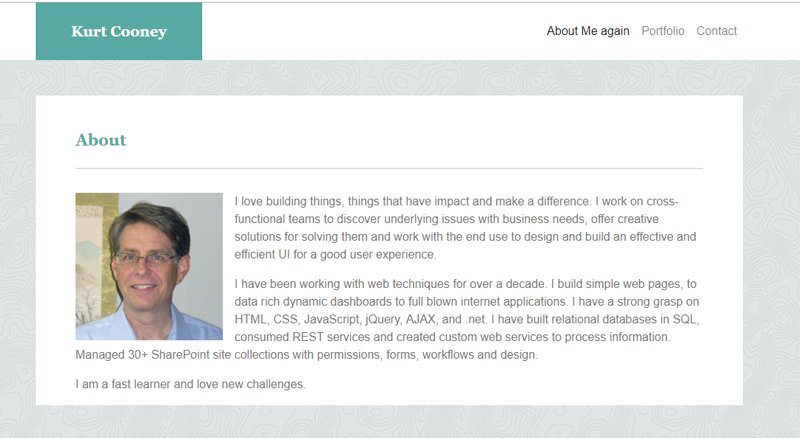 Kurt Cooney
About Me again Portfolio Contact
About
I love building things, things that have impact and make a difference. I work on cross-
functional teams to discover underlying issues with business needs, offer creative
solutions for solving them and work with the end use to design and build an effective and
efficient UI for a good user experience.
I have been working with web techniques for over a decade. I build simple web pages, to
data rich dynamic dashboards to full blown internet applications. I have a strong grasp on
HTML, CSS, JavaScript, jQuery, AJAX, and .net. I have built relational databases in SQL,
consumed REST services and created custom web services to process information.
Managed 30+ SharePoint site collections with permissions, forms, workflows and design.
I am a fast learner and love new challenges.